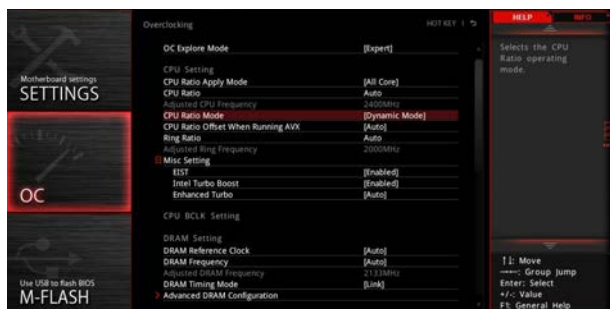 Overclocking
HOT KEY
HELP
INFO
Motherboard settings
SETTINGS
OC
Use USB to flash BIOS
M-FLASH
OC Explore Mode [Expert]
CPU Setting
CPU Ratio Apply Mode [All Core]
CPU Ratio Auto
Adjusted CPU Frequency 2400MHz
CPU Ratio Mode [Dynamic Mode]
CPU Ratio Offset When Running AVX [Auto]
Ring Ratio Auto
Adjusted Ring Frequency 2000MHz
Misc Setting
EIST [Enabled]
Intel Turbo Boost [Enabled]
Enhanced Turbo [Auto]
CPU BCLK Setting
DRAM Setting
DRAM Reference Clock [Auto]
DRAM Frequency [Auto]
Adjusted DRAM Frequency 2133MHz
DRAM Timing Mode [Link]
Advanced DRAM Configuration
Selects the CPU
Ratio operating
mode.
↑↓: Move
→←: Group Jump
Enter: Select
+/-: Value
F1: General Help